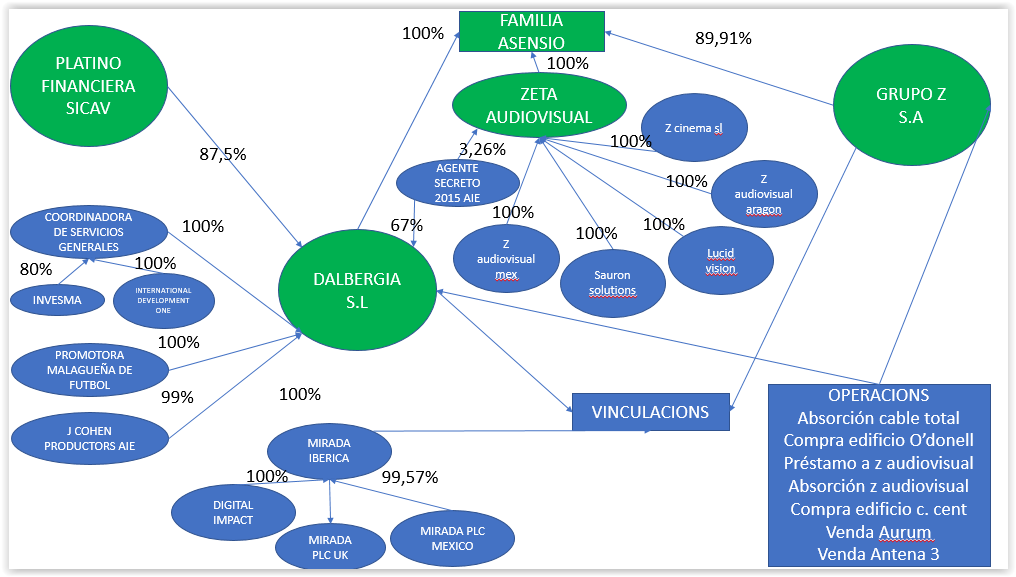 FAMILIA
ASENSIO
100%
89,91%
PLATINO
FINANCIERA
SICAV
100%
ZETA
AUDIOVISUAL
GRUPO Z
S.A
Z cinema sl
87,5%
3,26%
100%
AGENTE
SECRETO
2015 AIE
100%
Z
audiovisual
aragon
COORDINADORA
DE SERVICIOS
GENERALES
100%
67%
100%
100%
100%
Z
audiovisual
mex
Lucid
vision
80%
100%
INVESMA
INTERNATIONAL
DEVELOPMENT
ONE
DALBERGIA
S.L
Sauron
solutions
100%
PROMOTORA
MALAGUEÑA DE
FUTBOL
99%
100%
J COHEN
PRODUCTORS AIE
VINCULACIONS
OPERACIONS
Absorción cable total
Compra edificio O’donell
Préstamo a z audiovisual
Absorción z audiovisual
Compra edificio c. cent
Venda Aurum
Venda Antena 3
MIRADA
IBERICA
100%
99,57%
DIGITAL
IMPACT
MIRADA
PLC UK
MIRADA PLC
MEXICO